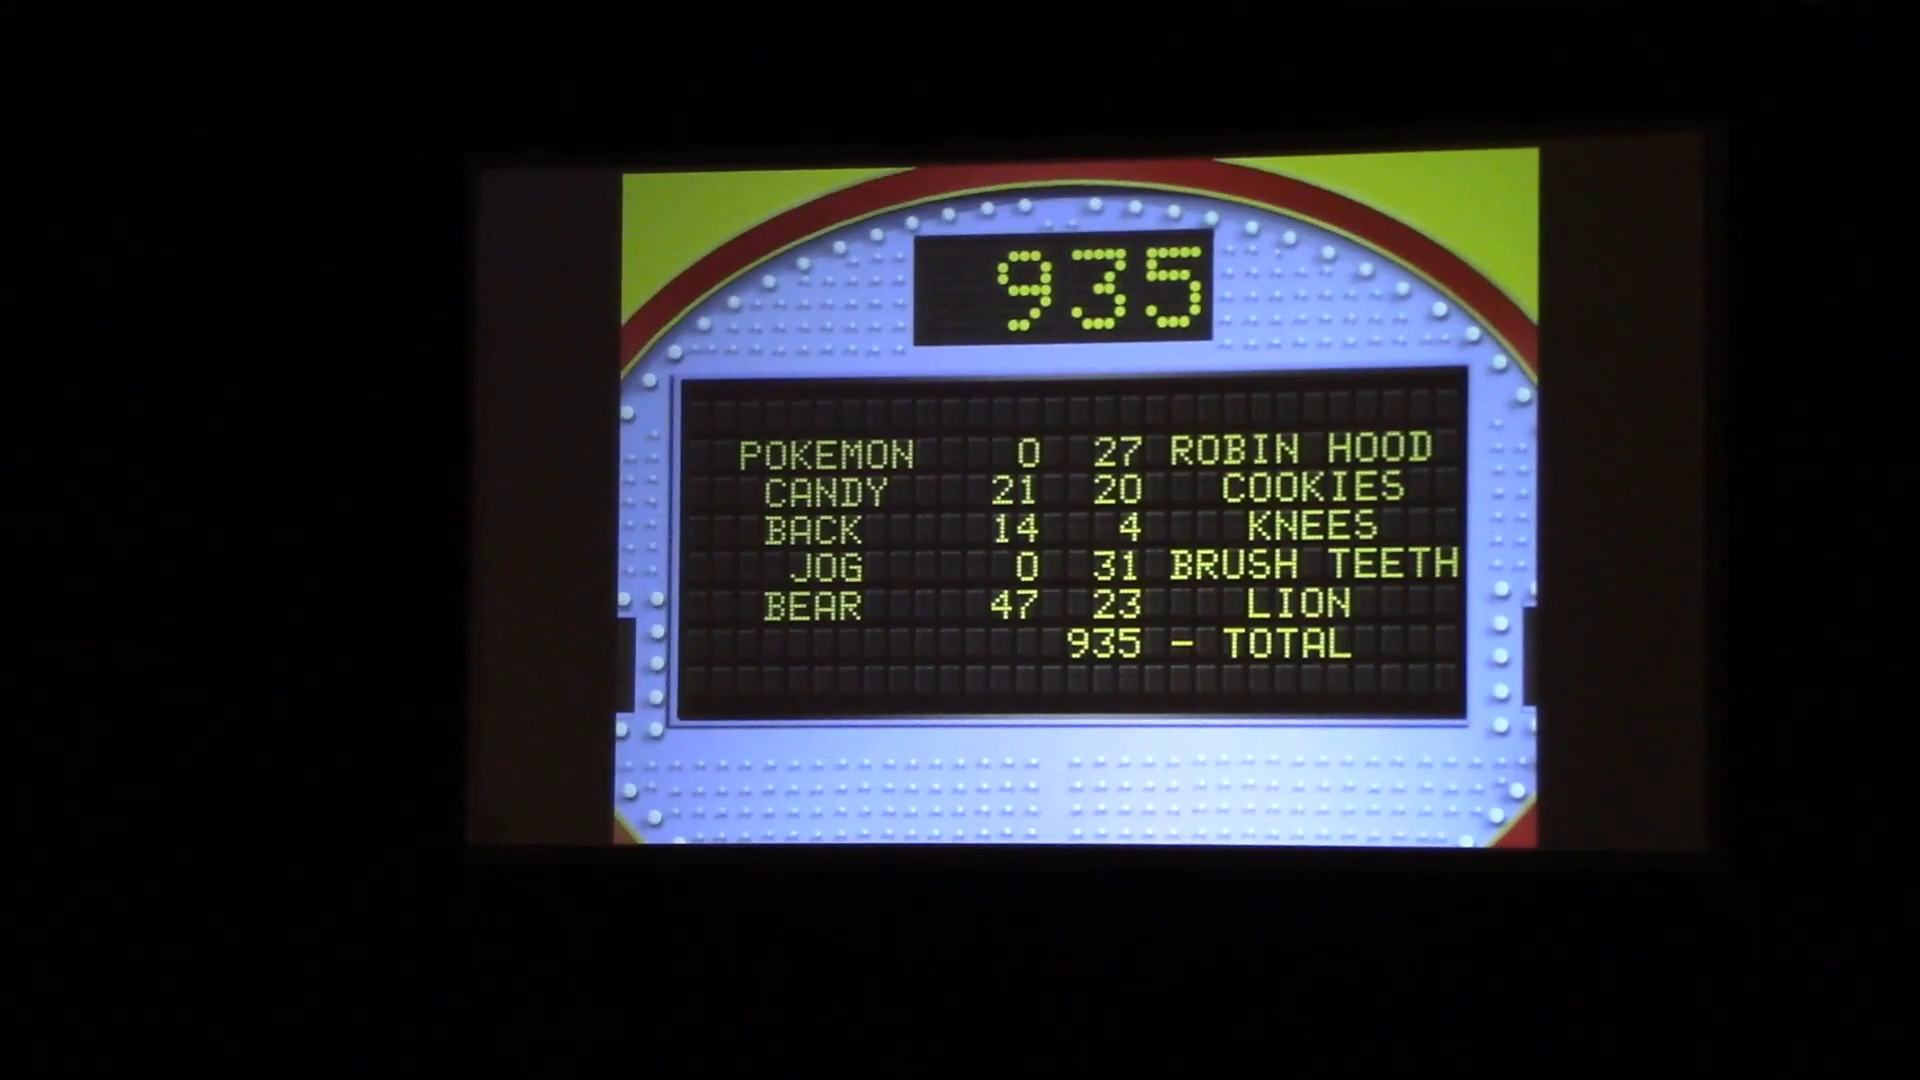 935
POKEMON 0 27 ROBIN HOOD
CANDY 21 20 COOKIES
BACK 14 4 KNEES
JOG 0 31 BRUSH TEETH
BEAR 47 23 LION
935 - TOTAL